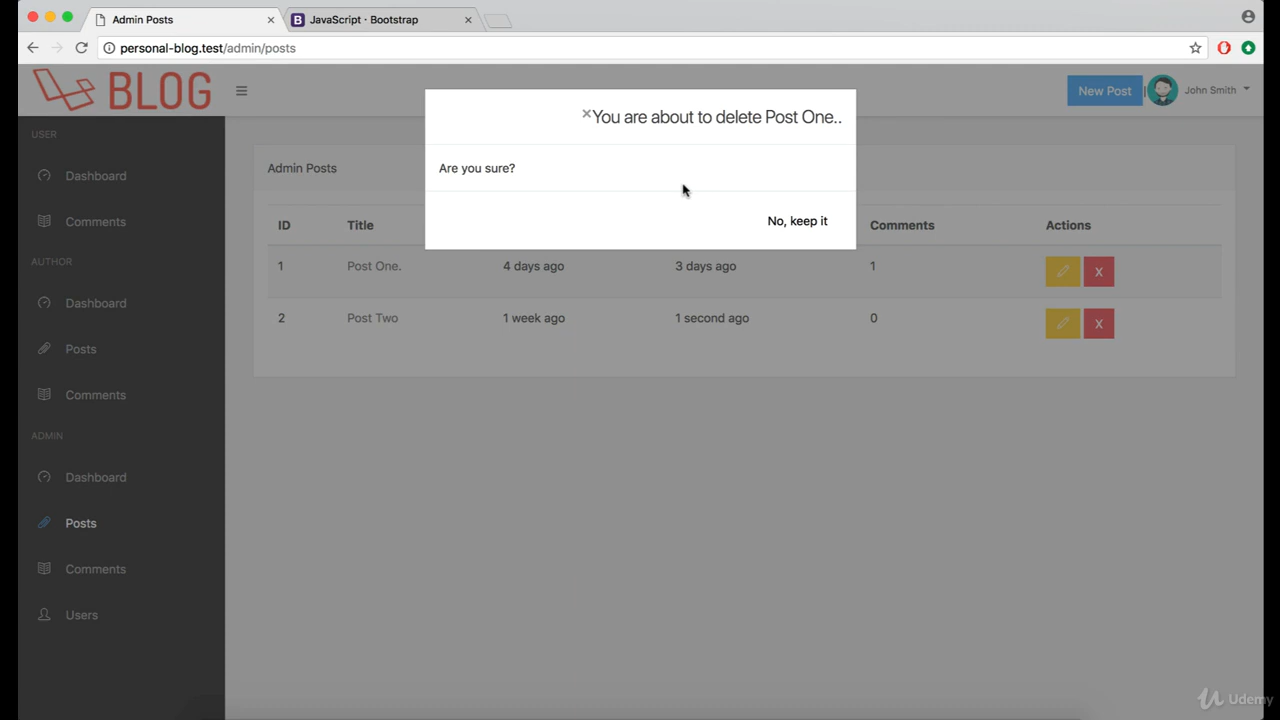 Admin Posts
JavaScript · Bootstrap
personal-blog.test/admin/posts
BLOG
New Post
John Smith
USER
Dashboard
Comments
AUTHOR
Dashboard
Posts
Comments
ADMIN
Dashboard
Posts
Comments
Users
×You are about to delete Post One..
Are you sure?
No, keep it
Admin Posts
ID Title Comments Actions
1 Post One. 4 days ago 3 days ago 1 X
2 Post Two 1 week ago 1 second ago 0 X
Udemy